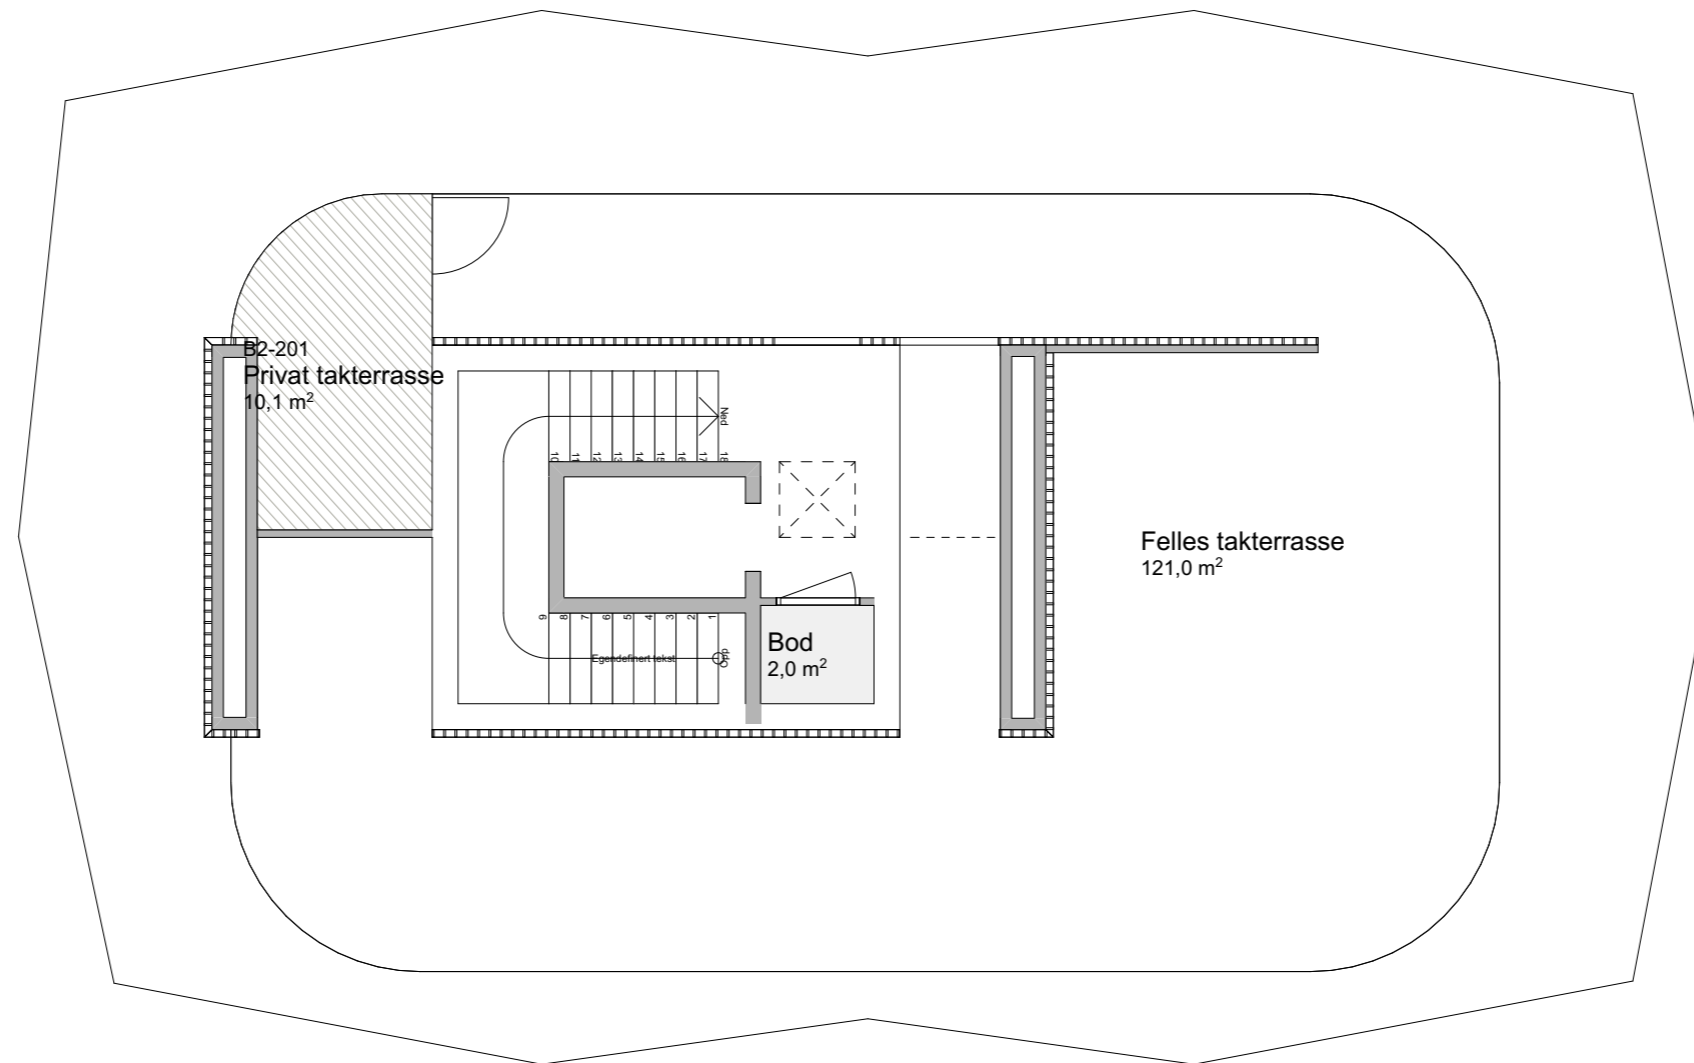 B2-201
Privat takterrasse
10,1 m²
Ned
10 11 12 13 14 15 16 17 18
Felles takterrasse
121,0 m²
9 8 7 6 5 4 3 2 1
Egendefinert tekst
Opp
Bod
2,0 m²